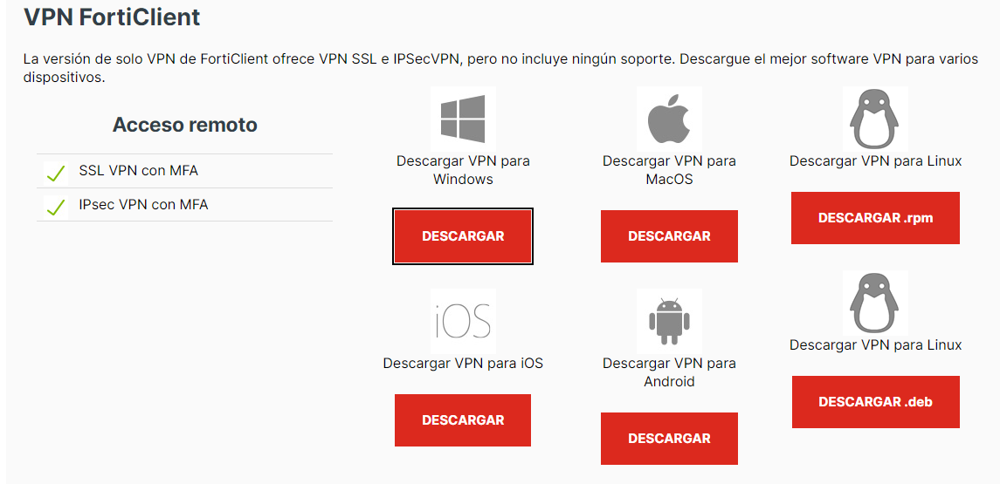 VPN FortiClient
La versión de solo VPN de FortiClient ofrece VPN SSL e IPSecVPN, pero no incluye ningún soporte. Descargue el mejor software VPN para varios
dispositivos.
Acceso remoto
SSL VPN con MFA
IPsec VPN con MFA
Descargar VPN para
Windows
DESCARGAR
Descargar VPN para
MacOS
DESCARGAR
Descargar VPN para Linux
DESCARGAR .rpm
iOS
Descargar VPN para iOS
DESCARGAR
Descargar VPN para
Android
DESCARGAR
Descargar VPN para Linux
DESCARGAR .deb